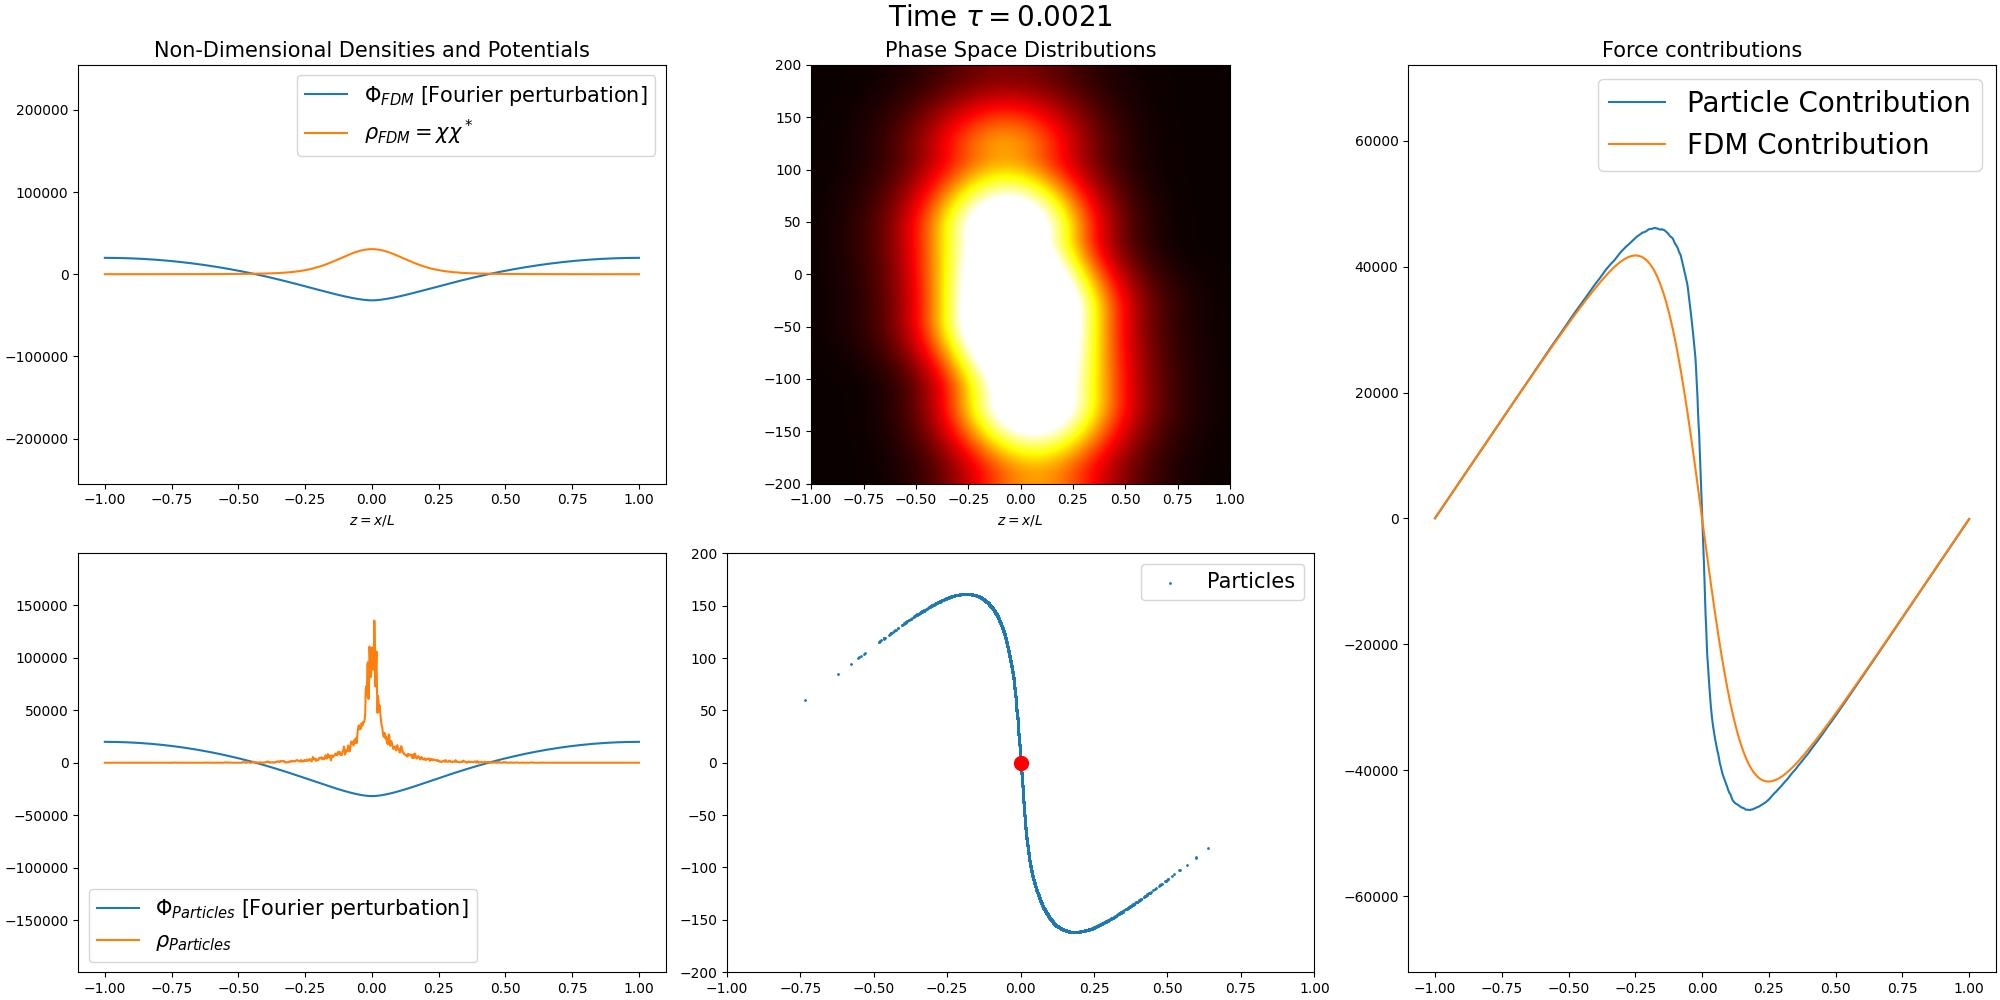 Time τ = 0.0021
Non-Dimensional Densities and Potentials
Φ_FDM [Fourier perturbation]
ρ_FDM = χχ*
200000
100000
0
−100000
−200000
−1.00 −0.75 −0.50 −0.25 0.00 0.25 0.50 0.75 1.00
z = x/L
Phase Space Distributions
200
150
100
50
0
−50
−100
−150
−200
−1.00 −0.75 −0.50 −0.25 0.00 0.25 0.50 0.75 1.00
z = x/L
Force contributions
Particle Contribution
FDM Contribution
60000
40000
20000
0
−20000
−40000
−60000
−1.00 −0.75 −0.50 −0.25 0.00 0.25 0.50 0.75 1.00
150000
100000
50000
0
−50000
−100000
−150000
Φ_Particles [Fourier perturbation]
ρ_Particles
−1.00 −0.75 −0.50 −0.25 0.00 0.25 0.50 0.75 1.00
Particles
200
150
100
50
0
−50
−100
−150
−200
−1.00 −0.75 −0.50 −0.25 0.00 0.25 0.50 0.75 1.00